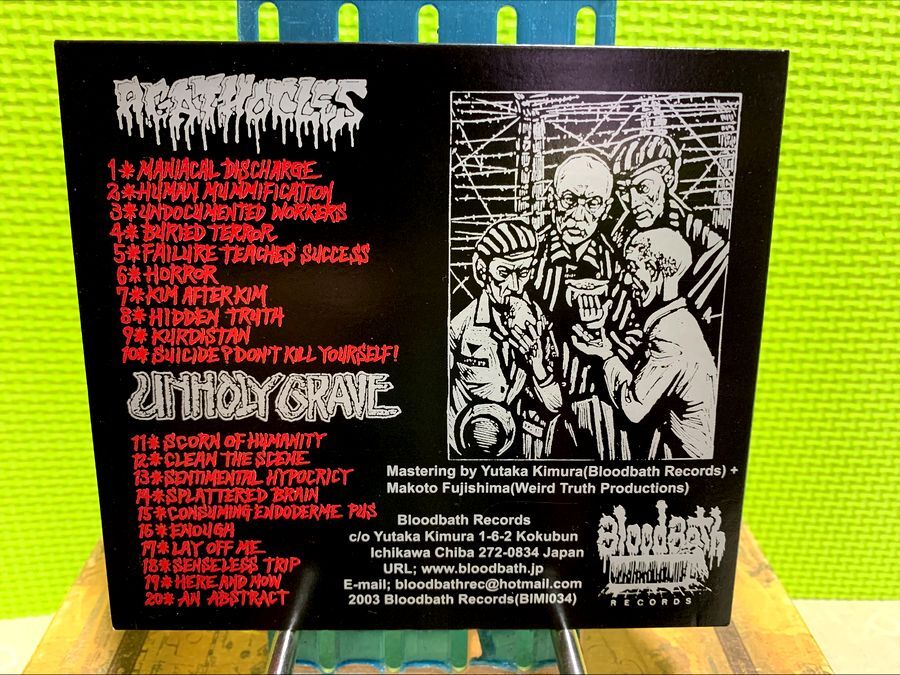 AGATHOCLES
1* MANIACAL DISCHARGE
2* HUMAN MUMMIFICATION
3* UNDOCUMENTED WORKERS
4* BURIED TERROR
5* FAILURE TEACHES SUCCESS
6* HORROR
7* KIM AFTER KIM
8* HIDDEN TRUTH
9* KURDISTAN
10* SUICIDE? DON'T KILL YOURSELF!
UNHOLY GRAVE
11* SCORN OF HUMANITY
12* CLEAN THE SCENE
13* SENTIMENTAL HYPOCRICT
14* SPLATTERED BRAIN
15* CONSUMING ENDODERME PUS
16* ENOUGH
17* LAY OFF ME
18* SENSELESS TRIP
19* HERE AND NOW
20* AN ABSTRACT
Mastering by Yutaka Kimura(Bloodbath Records) +
Makoto Fujishima(Weird Truth Productions)
Bloodbath Records
c/o Yutaka Kimura 1-6-2 Kokubun
Ichikawa Chiba 272-0834 Japan
URL; www.bloodbath.jp
E-mail; bloodbathrec@hotmail.com
2003 Bloodbath Records(BIMI034)
BloodBath
RECORDS